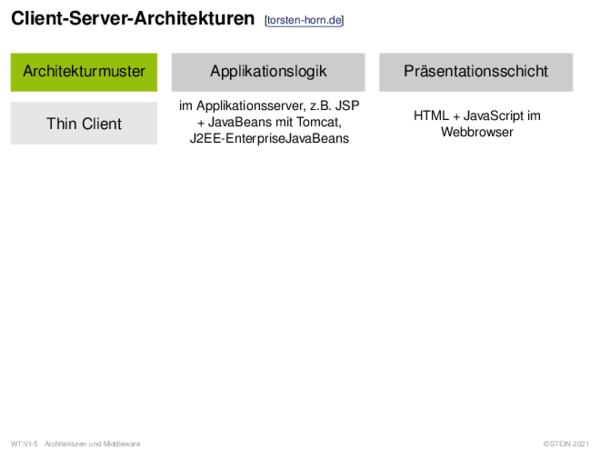 Client-Server-Architekturen [torsten-horn.de]
Architekturmuster
Applikationslogik
Präsentationsschicht
Thin Client
im Applikationsserver, z.B. JSP
+ JavaBeans mit Tomcat,
J2EE-EnterpriseJavaBeans
HTML + JavaScript im
Webbrowser
WT:VI-5 Architekturen und Middleware
©STEIN 2021